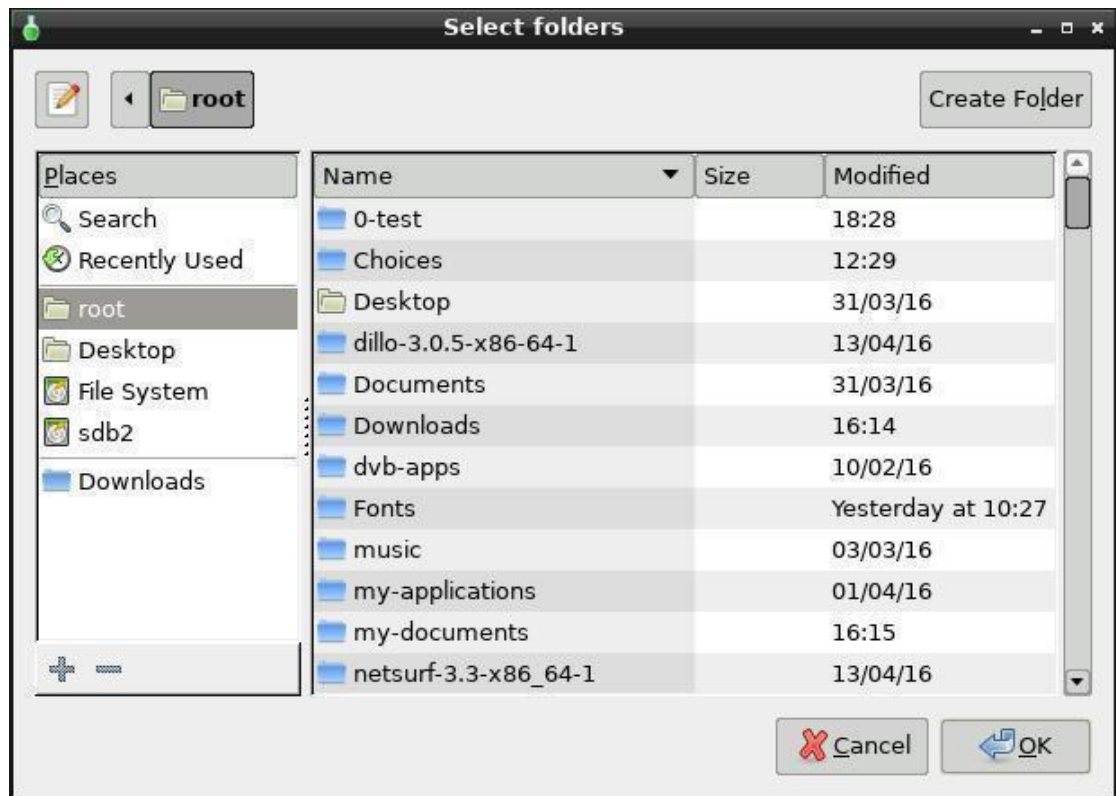 Select folders
root
Create Folder
Places
Search
Recently Used
root
Desktop
File System
sdb2
Downloads
Name Size Modified
0-test 18:28
Choices 12:29
Desktop 31/03/16
dillo-3.0.5-x86-64-1 13/04/16
Documents 31/03/16
Downloads 16:14
dvb-apps 10/02/16
Fonts Yesterday at 10:27
music 03/03/16
my-applications 01/04/16
my-documents 16:15
netsurf-3.3-x86_64-1 13/04/16
Cancel OK